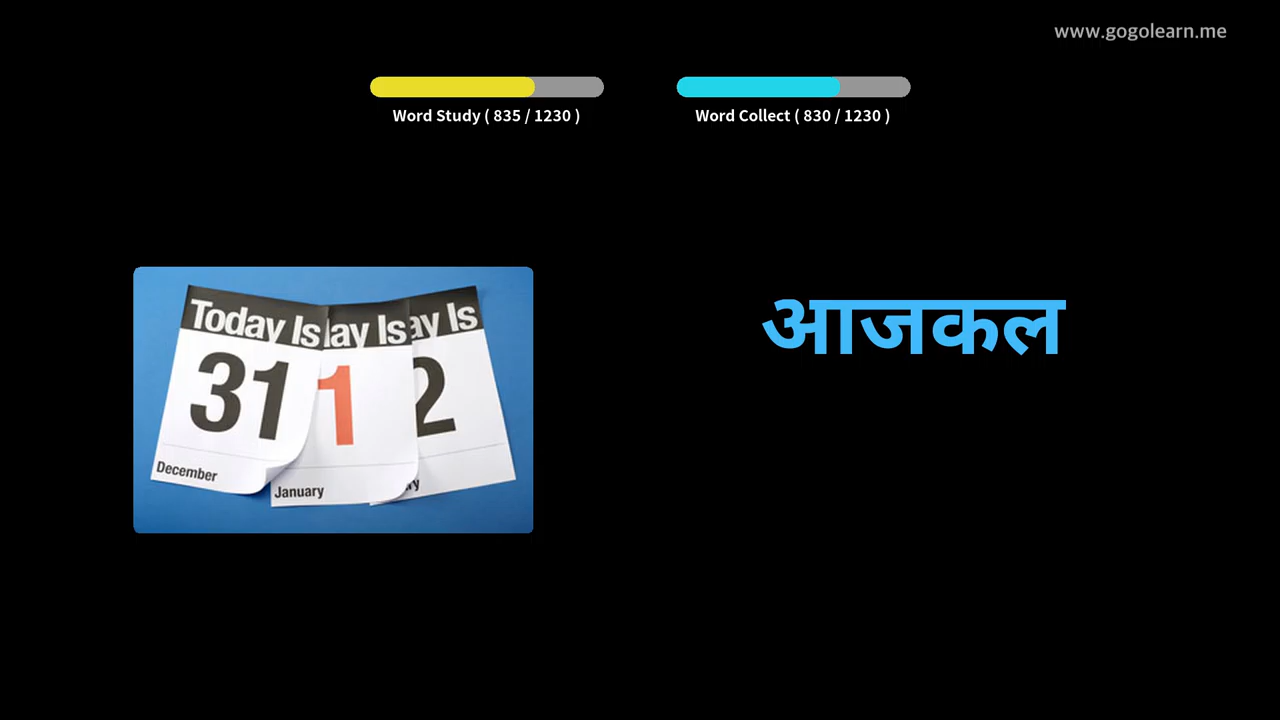 www.gogolearn.me
Word Study ( 835 / 1230 )
Word Collect ( 830 / 1230 )
आजकल
Today Is
ay Is
ay Is
31
1
2
December
January
ry